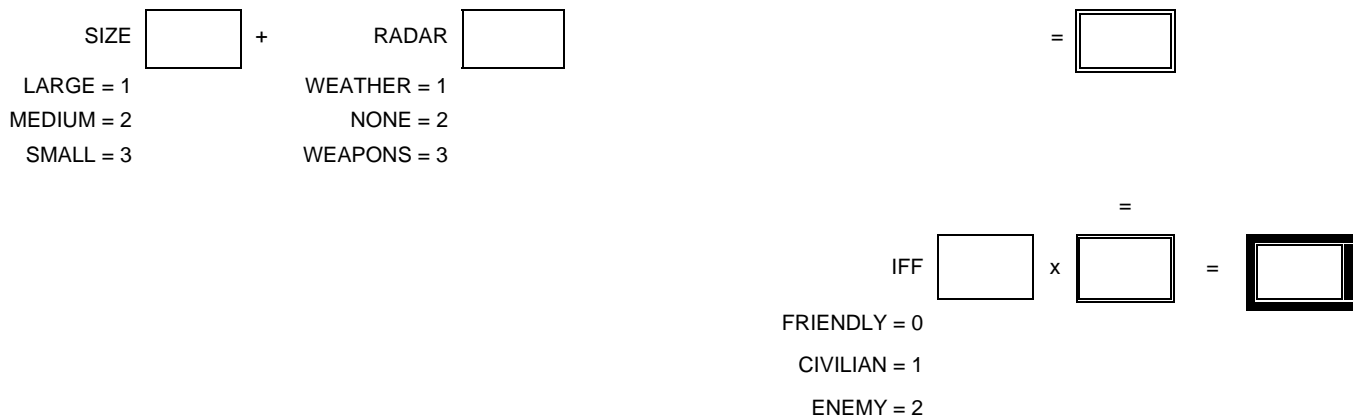 SIZE + RADAR =
LARGE = 1 WEATHER = 1
MEDIUM = 2 NONE = 2
SMALL = 3 WEAPONS = 3
=
IFF x =
FRIENDLY = 0
CIVILIAN = 1
ENEMY = 2